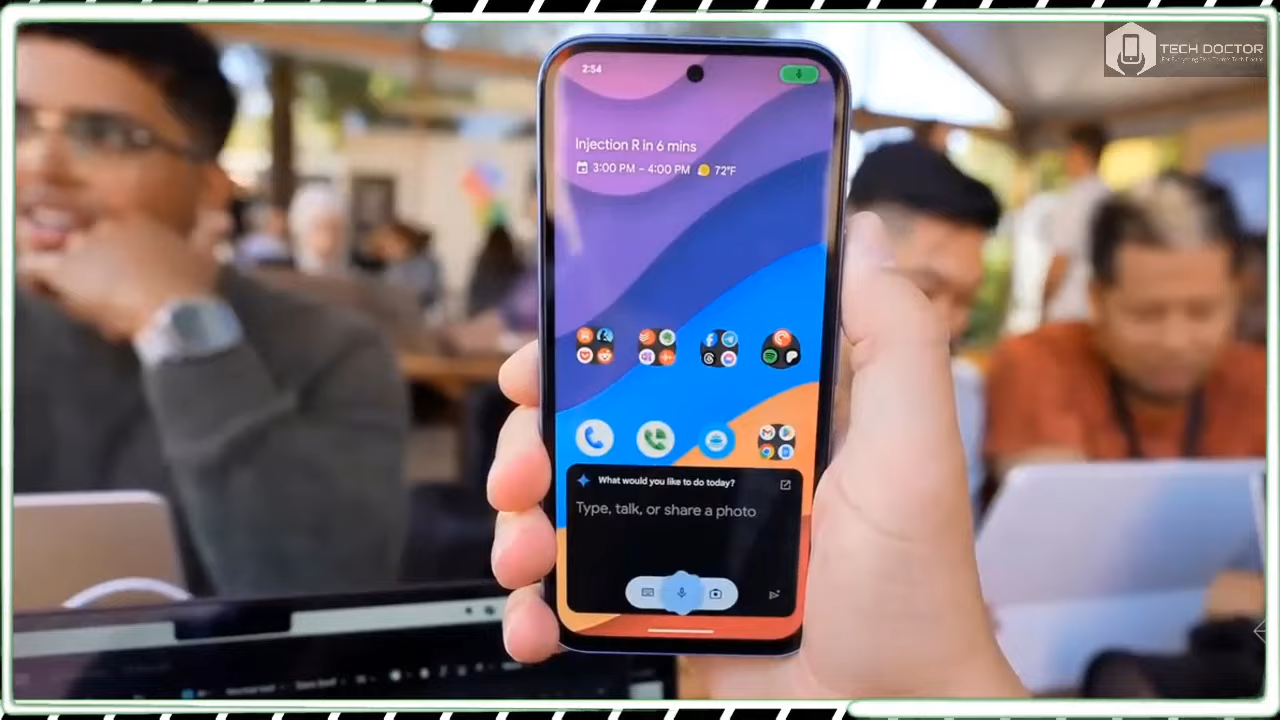 TECH DOCTOR
2:54
Injection R in 6 mins
3:00 PM – 4:00 PM 72°F
What would you like to do today?
Type, talk, or share a photo